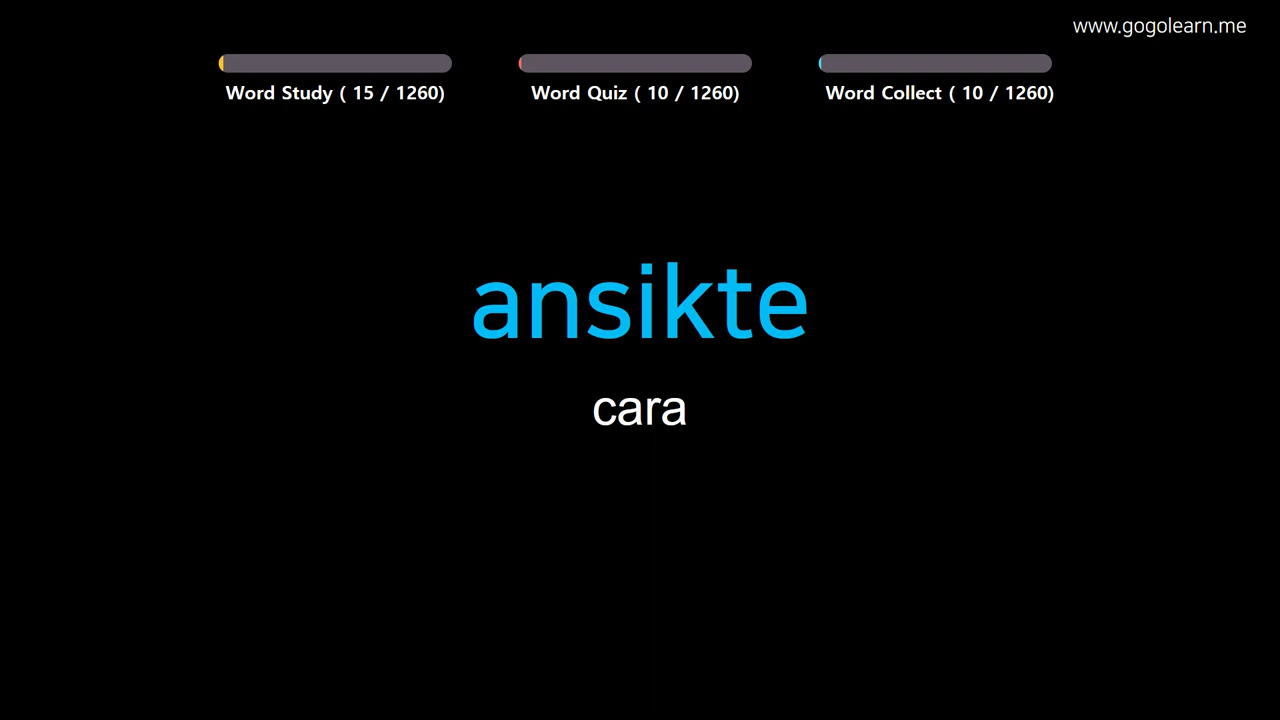 www.gogolearn.me
Word Study ( 15 / 1260)
Word Quiz ( 10 / 1260)
Word Collect ( 10 / 1260)
ansikte
cara